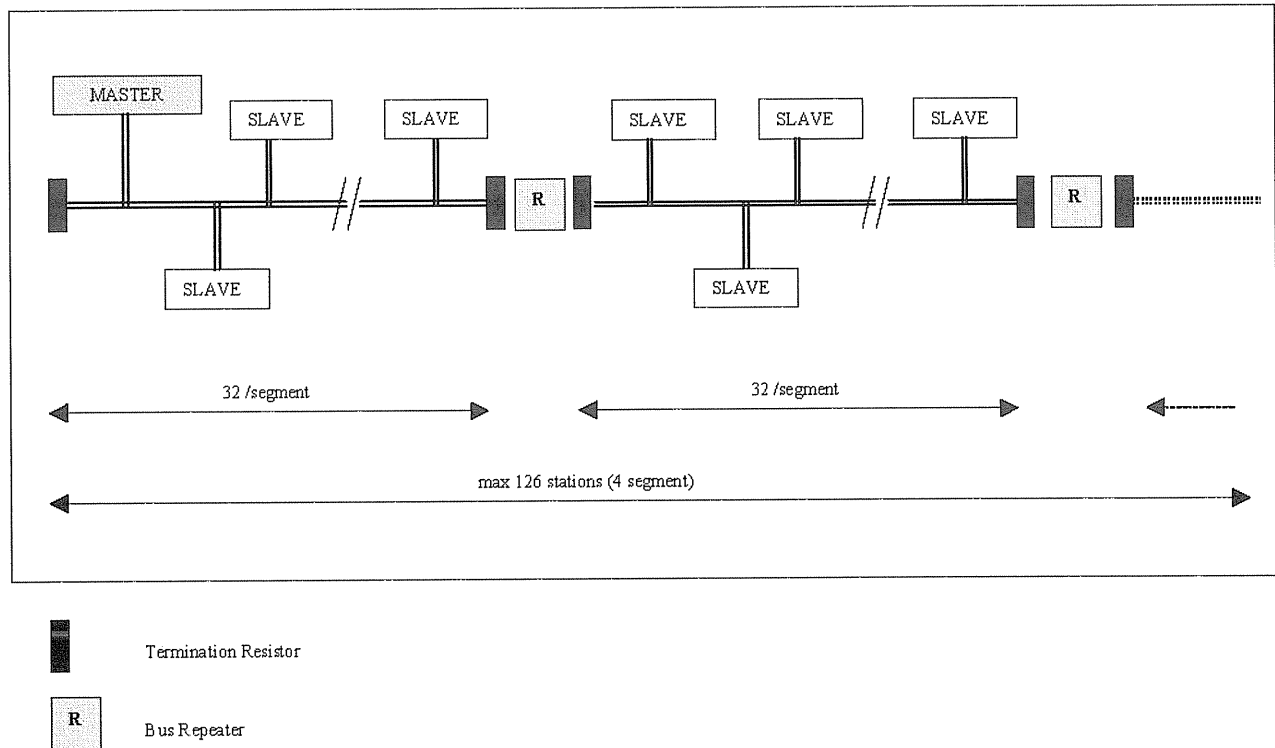 MASTER
SLAVE
SLAVE
SLAVE
SLAVE
SLAVE
R
R
SLAVE
SLAVE
32 /segment
32 /segment
max 126 stations (4 segment)
Termination Resistor
R
Bus Repeater